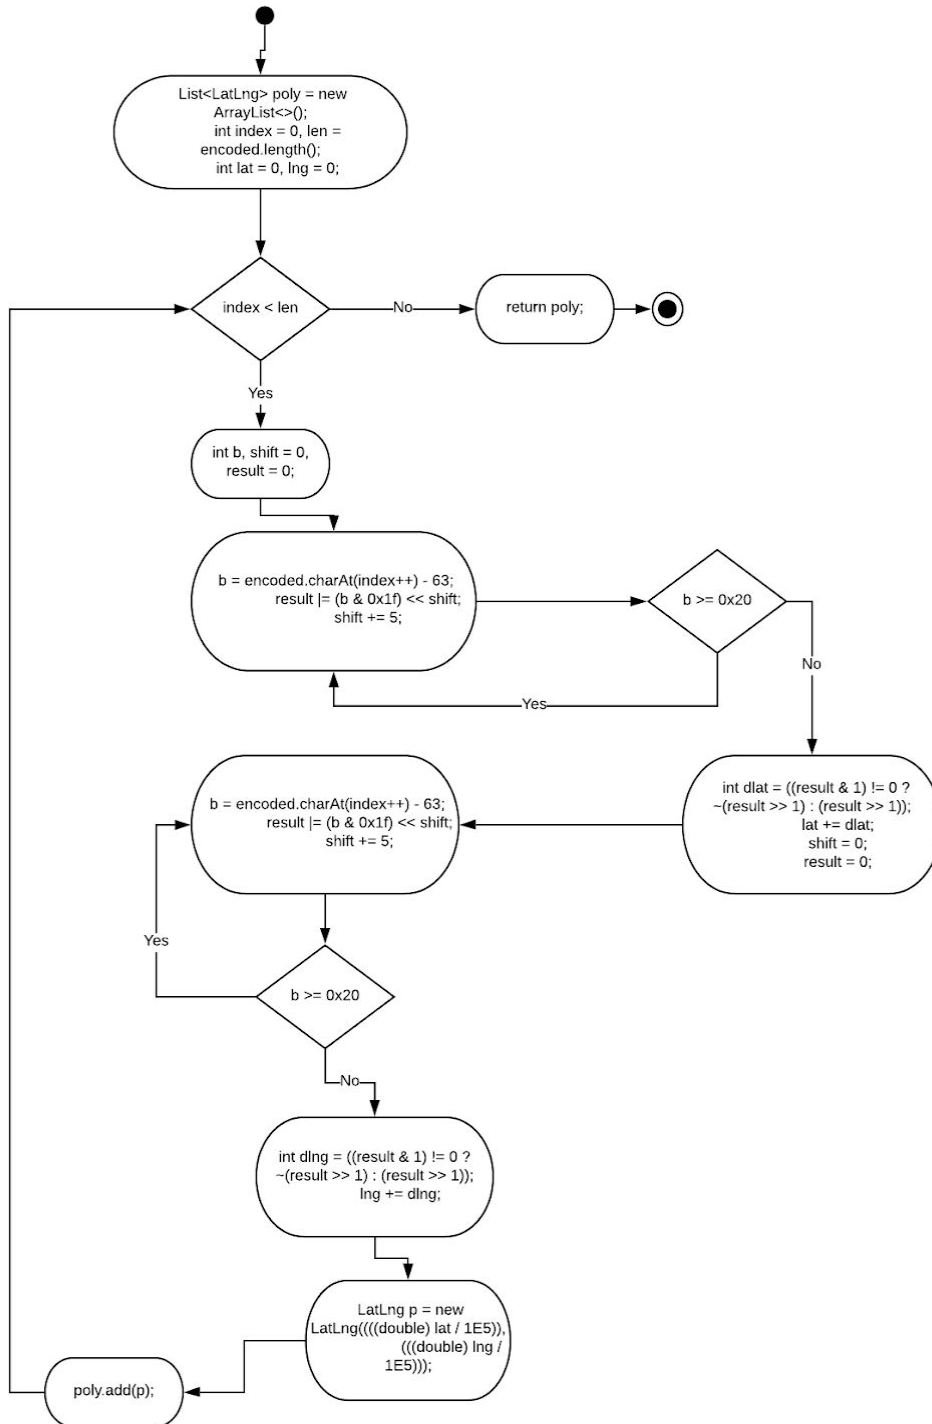 List<LatLng> poly = new
ArrayList<>();
int index = 0, len =
encoded.length();
int lat = 0, lng = 0;
index < len
No
return poly;
Yes
int b, shift = 0,
result = 0;
b = encoded.charAt(index++) - 63;
result |= (b & 0x1f) << shift;
shift += 5;
b >= 0x20
No
Yes
int dlat = ((result & 1) != 0 ?
~(result >> 1) : (result >> 1));
lat += dlat;
shift = 0;
result = 0;
b = encoded.charAt(index++) - 63;
result |= (b & 0x1f) << shift;
shift += 5;
Yes
b >= 0x20
No
int dlng = ((result & 1) != 0 ?
~(result >> 1) : (result >> 1));
lng += dlng;
LatLng p = new
LatLng((((double) lat / 1E5)),
(((double) lng /
1E5)));
poly.add(p);